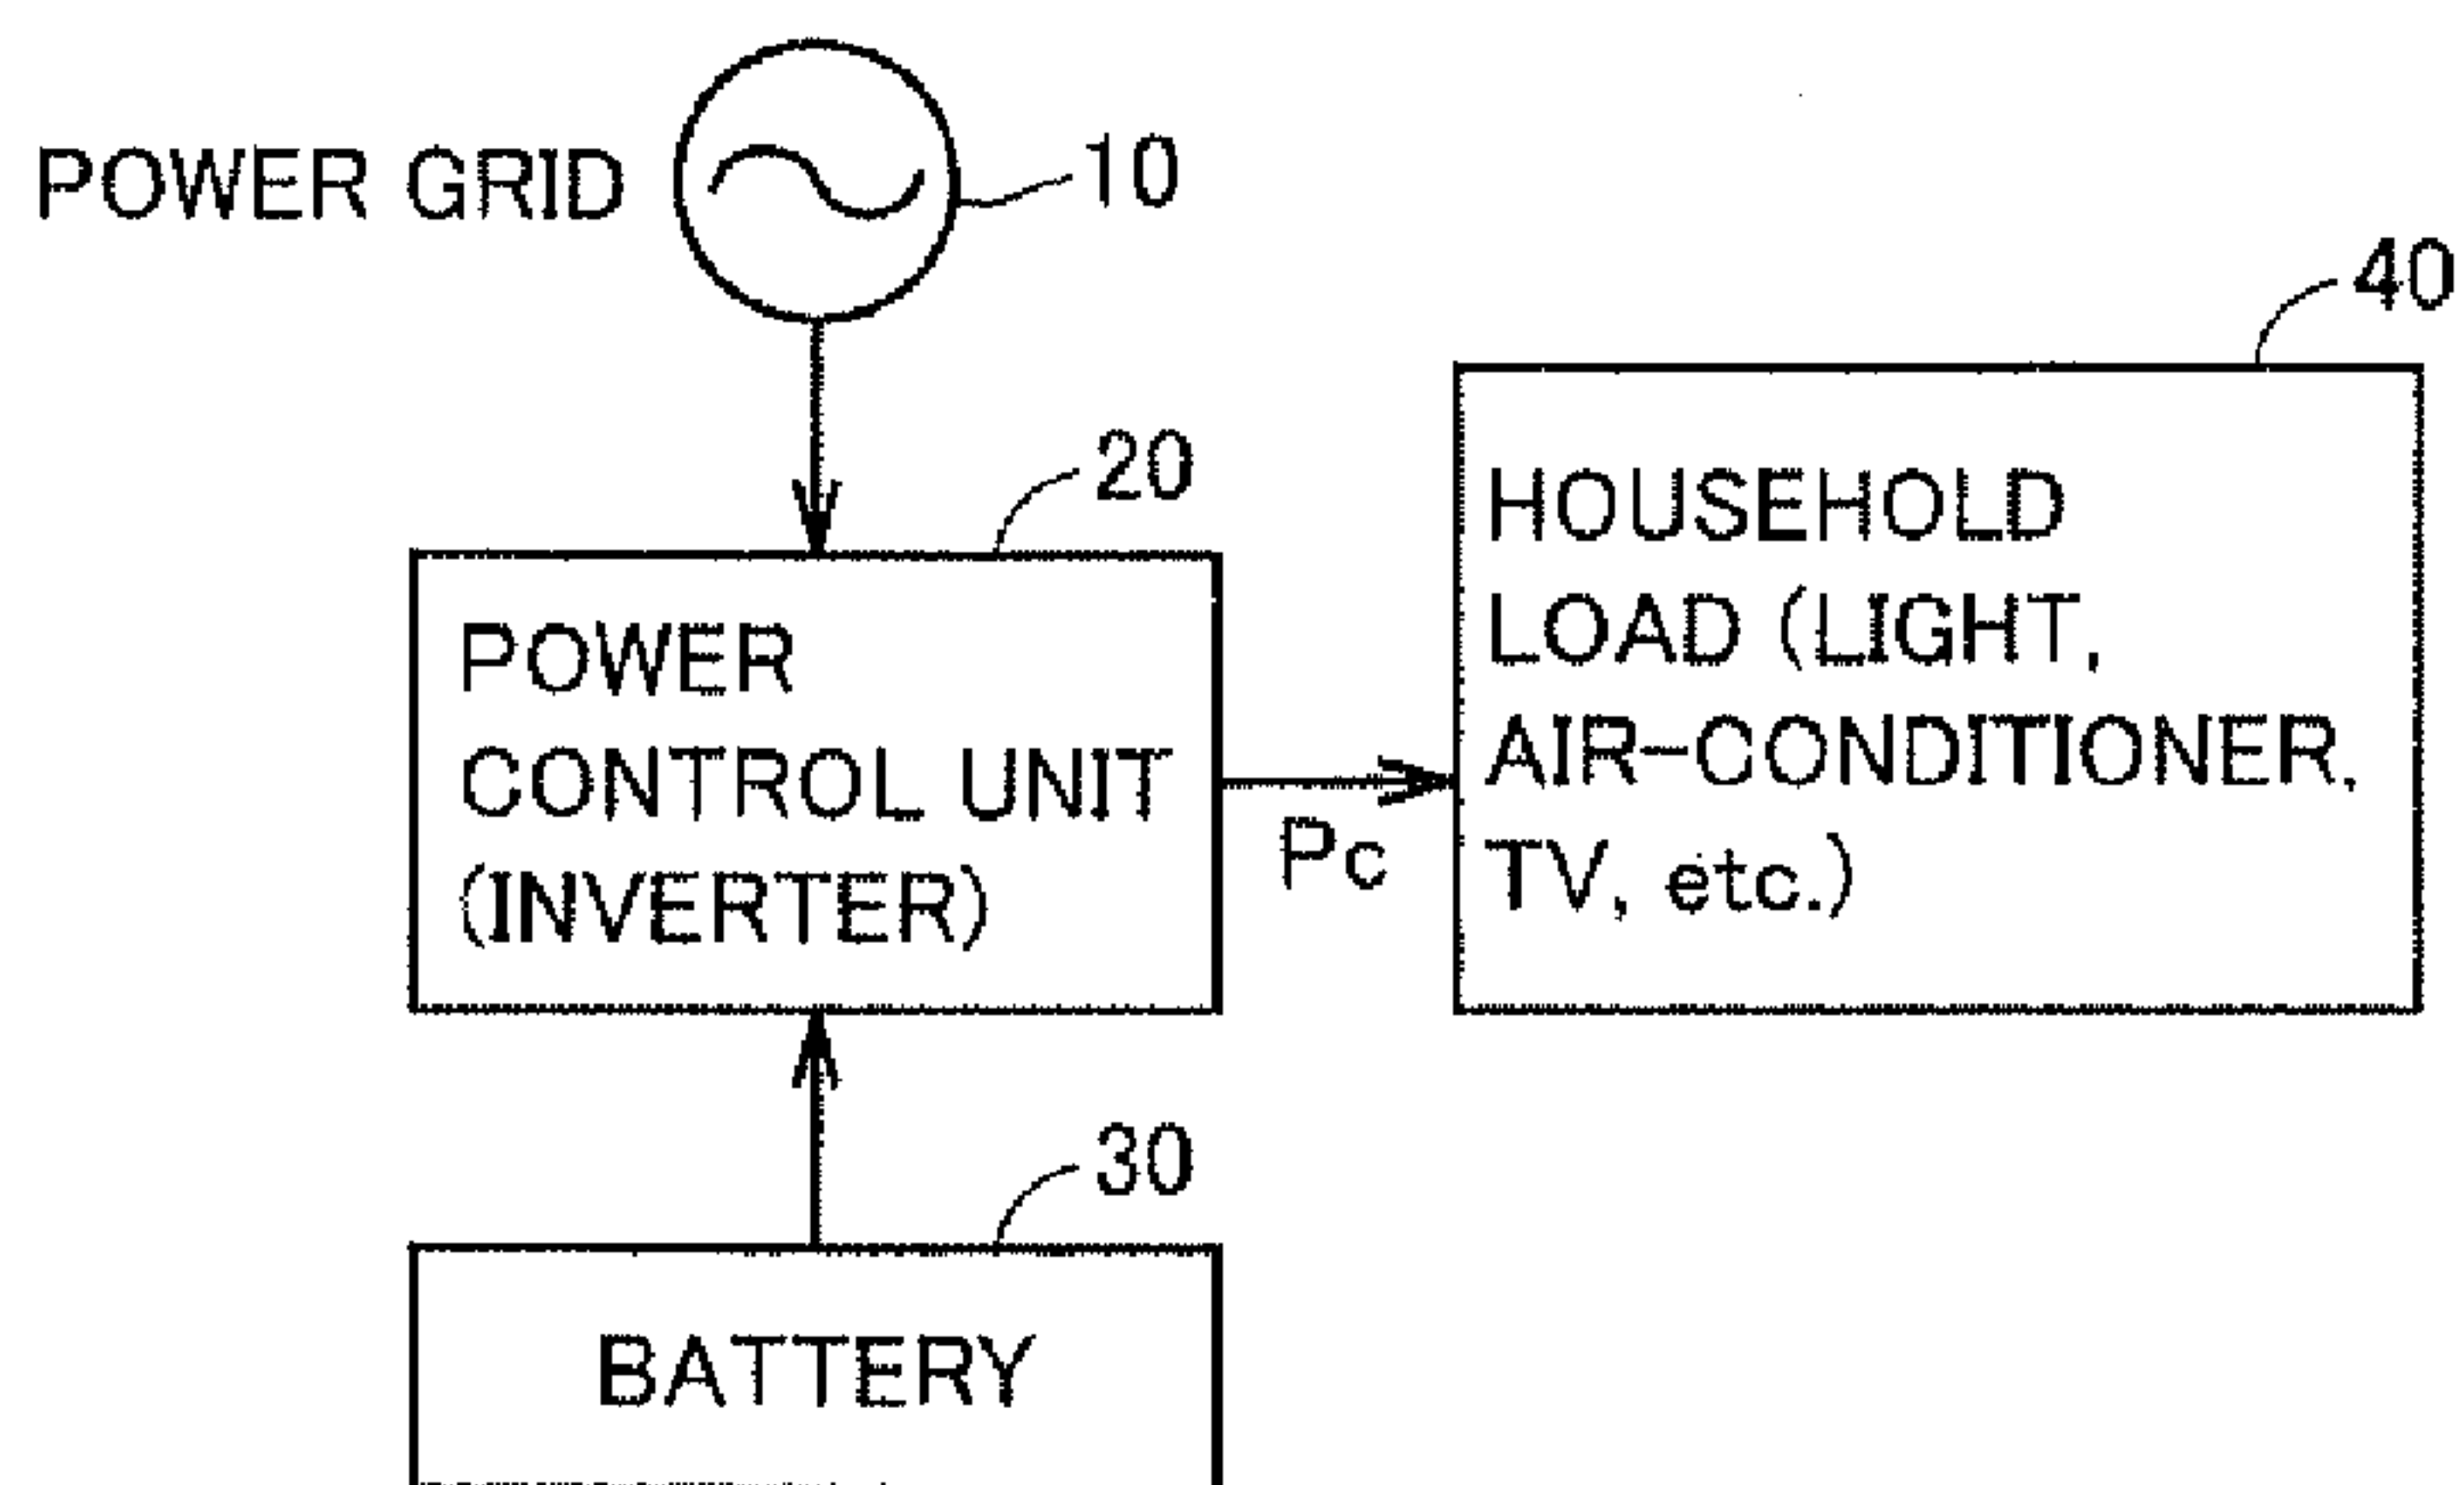 POWER GRID
10
40
20
HOUSEHOLD
LOAD (LIGHT,
AIR-CONDITIONER,
TV, etc.)
POWER
CONTROL UNIT
(INVERTER)
Pc
30
BATTERY